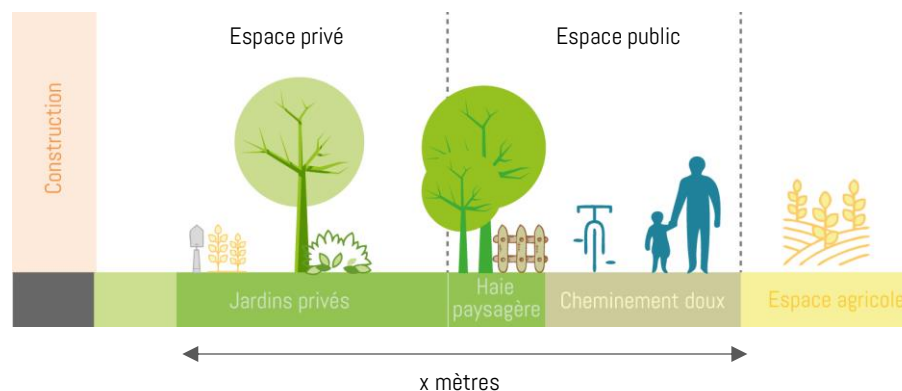 Espace privé
Espace public
Construction
Jardins privés
Haie
paysagère
Cheminement doux
Espace agricole
x mètres